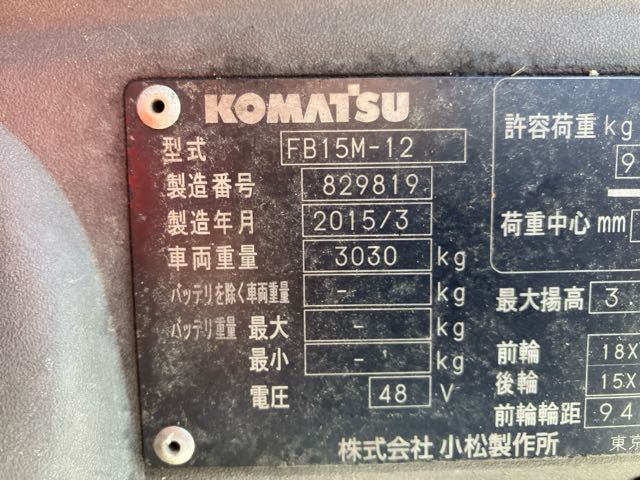 KOMATSU
型式 FB15M-12
製造番号 829819
製造年月 2015/3
車両重量 3030 kg
バッテリを除く車両重量 - kg
バッテリ重量 最大 - kg
最小 - kg
電圧 48 V
株式会社 小松製作所
許容荷重 kg
9
荷重中心 mm
最大揚高 3.
前輪 18X
後輪 15X
前輪輪距 94
東京